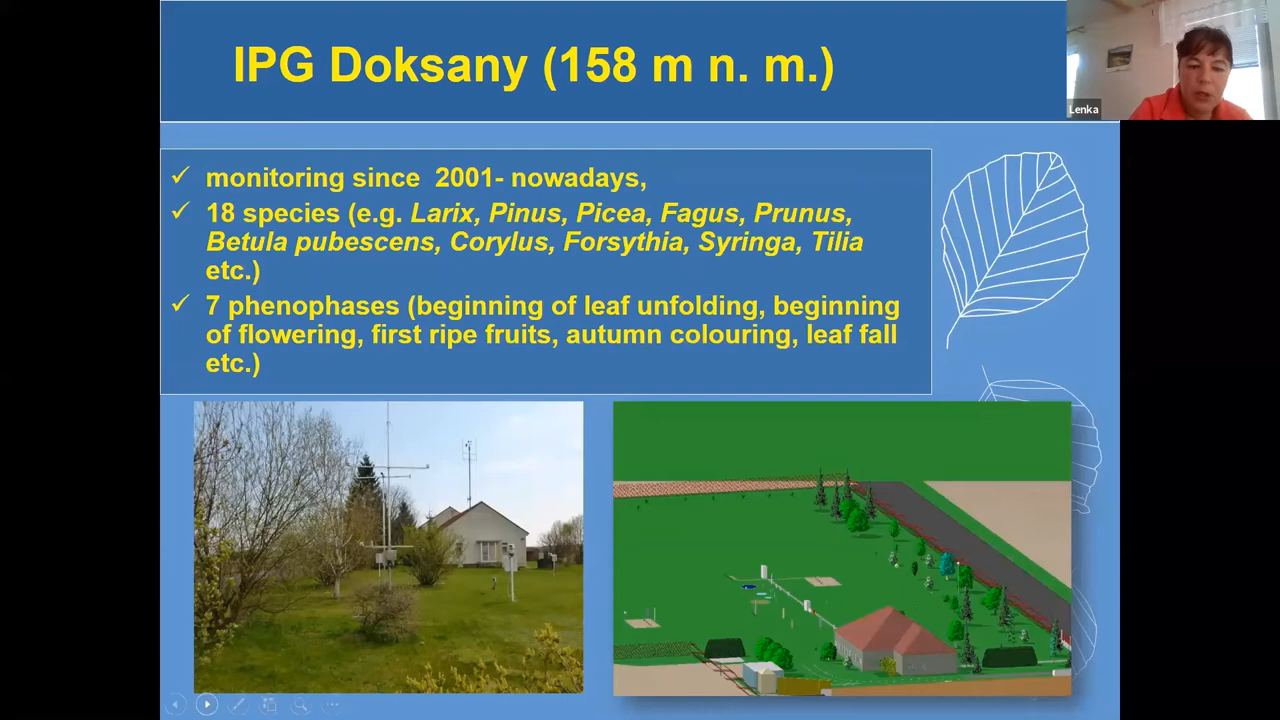 IPG Doksany (158 m n. m.)
Lenka
✓ monitoring since 2001- nowadays,
✓ 18 species (e.g. Larix, Pinus, Picea, Fagus, Prunus,
Betula pubescens, Corylus, Forsythia, Syringa, Tilia
etc.)
✓ 7 phenophases (beginning of leaf unfolding, beginning
of flowering, first ripe fruits, autumn colouring, leaf fall
etc.)